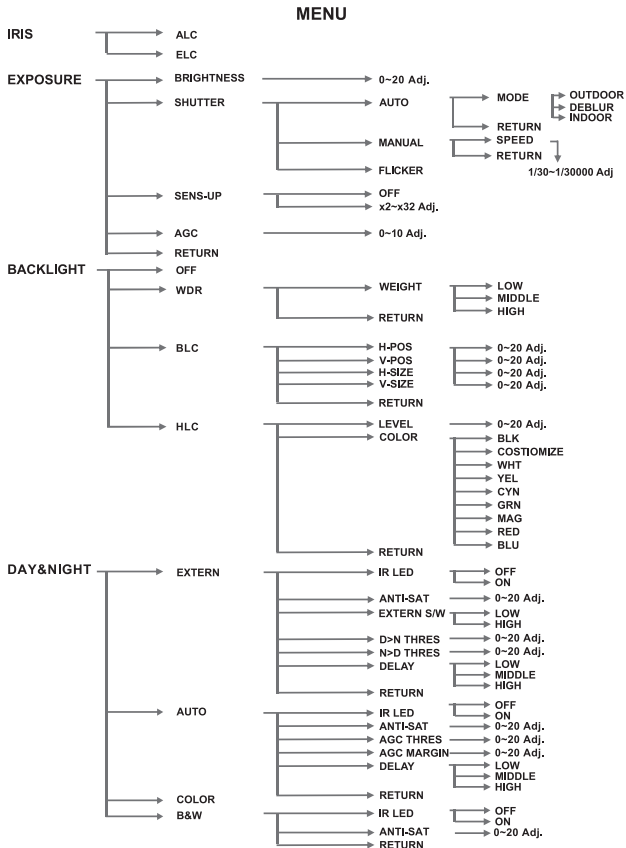 MENU
IRIS ALC
ELC
EXPOSURE BRIGHTNESS 0~20 Adj.
SHUTTER AUTO MODE OUTDOOR
DEBLUR
INDOOR
RETURN
MANUAL SPEED
RETURN
FLICKER 1/30~1/30000 Adj
SENS-UP OFF
x2~x32 Adj.
AGC 0~10 Adj.
RETURN
BACKLIGHT OFF
WDR WEIGHT LOW
MIDDLE
HIGH
RETURN
BLC H-POS 0~20 Adj.
V-POS 0~20 Adj.
H-SIZE 0~20 Adj.
V-SIZE 0~20 Adj.
RETURN
HLC LEVEL 0~20 Adj.
COLOR BLK
COSTIOMIZE
WHT
YEL
CYN
GRN
MAG
RED
BLU
RETURN
DAY&NIGHT EXTERN IR LED OFF
ON
ANTI-SAT 0~20 Adj.
EXTERN S/W LOW
HIGH
D>N THRES 0~20 Adj.
N>D THRES 0~20 Adj.
DELAY LOW
MIDDLE
HIGH
RETURN
AUTO IR LED OFF
ON
ANTI-SAT 0~20 Adj.
AGC THRES 0~20 Adj.
AGC MARGIN 0~20 Adj.
DELAY LOW
MIDDLE
HIGH
RETURN
COLOR
B&W IR LED OFF
ON
ANTI-SAT 0~20 Adj.
RETURN